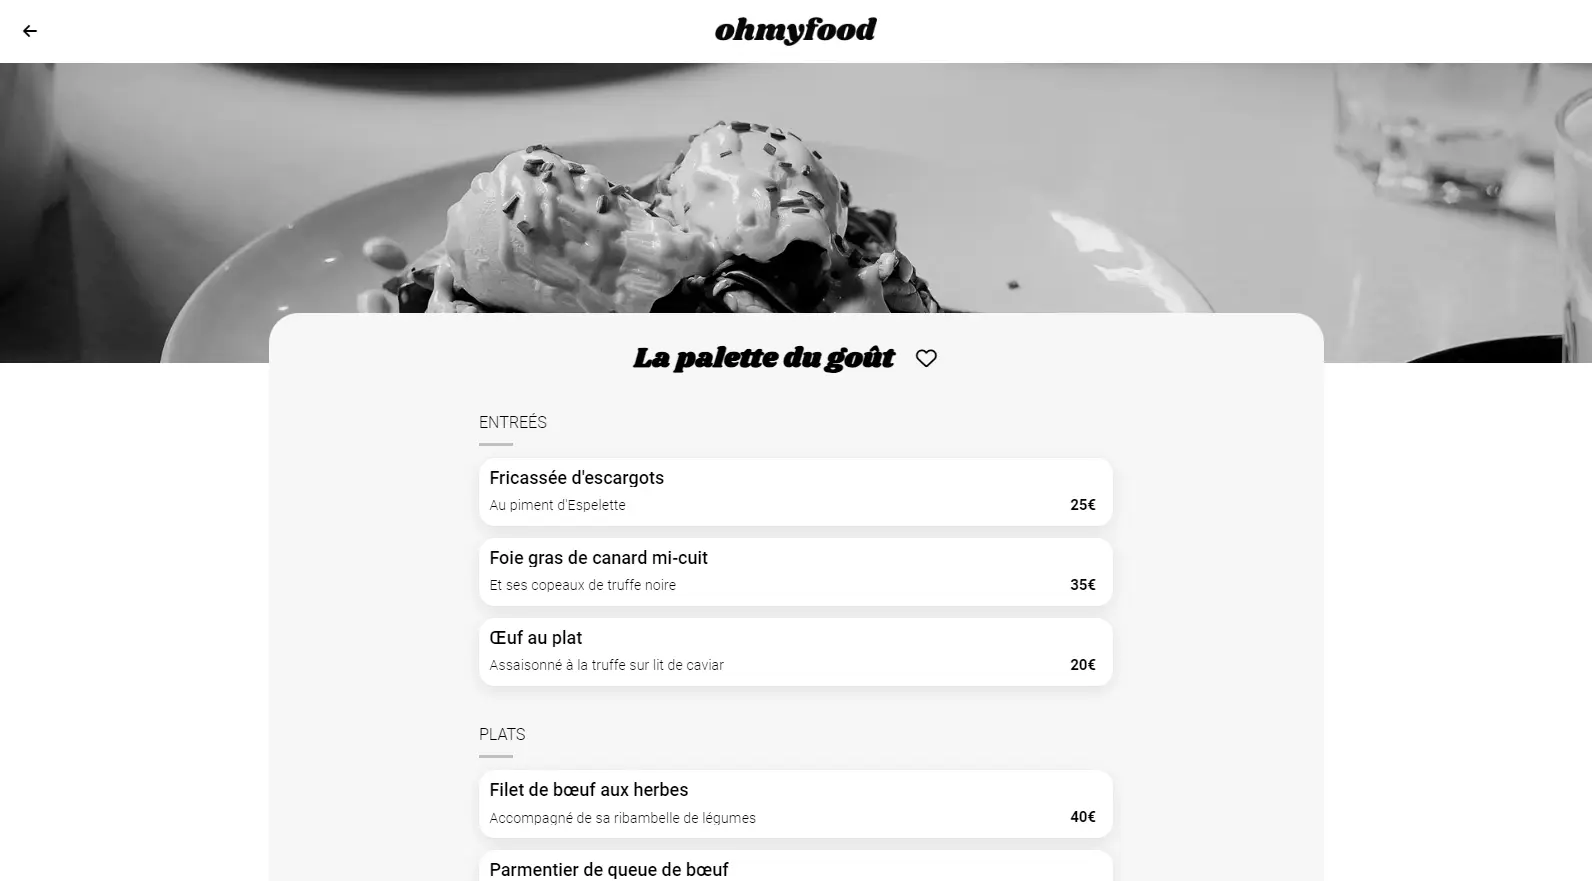 ohmyfood
La palette du goût
ENTREÉS
Fricassée d'escargots
Au piment d'Espelette
25€
Foie gras de canard mi-cuit
Et ses copeaux de truffe noire
35€
Œuf au plat
Assaisonné à la truffe sur lit de caviar
20€
PLATS
Filet de bœuf aux herbes
Accompagné de sa ribambelle de légumes
40€
Parmentier de queue de bœuf